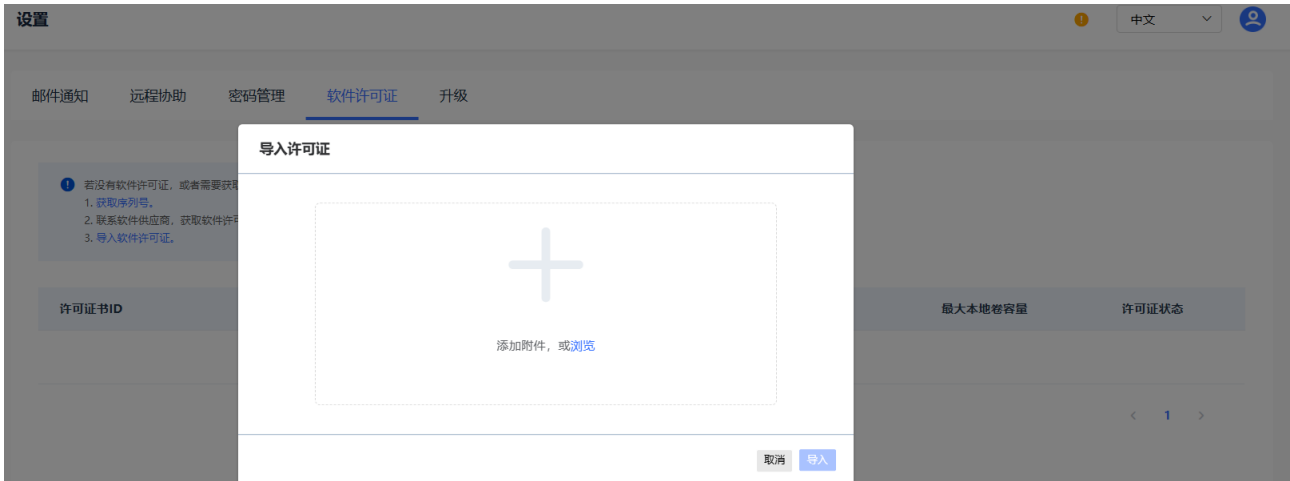 设置
中文
邮件通知 远程协助 密码管理 软件许可证 升级
导入许可证
若没有软件许可证，或者需要获取
1. 获取序列号。
2. 联系软件供应商，获取软件许可
3. 导入软件许可证。
许可证书ID 最大本地卷容量 许可证状态
添加附件，或浏览
< 1 >
取消 导入